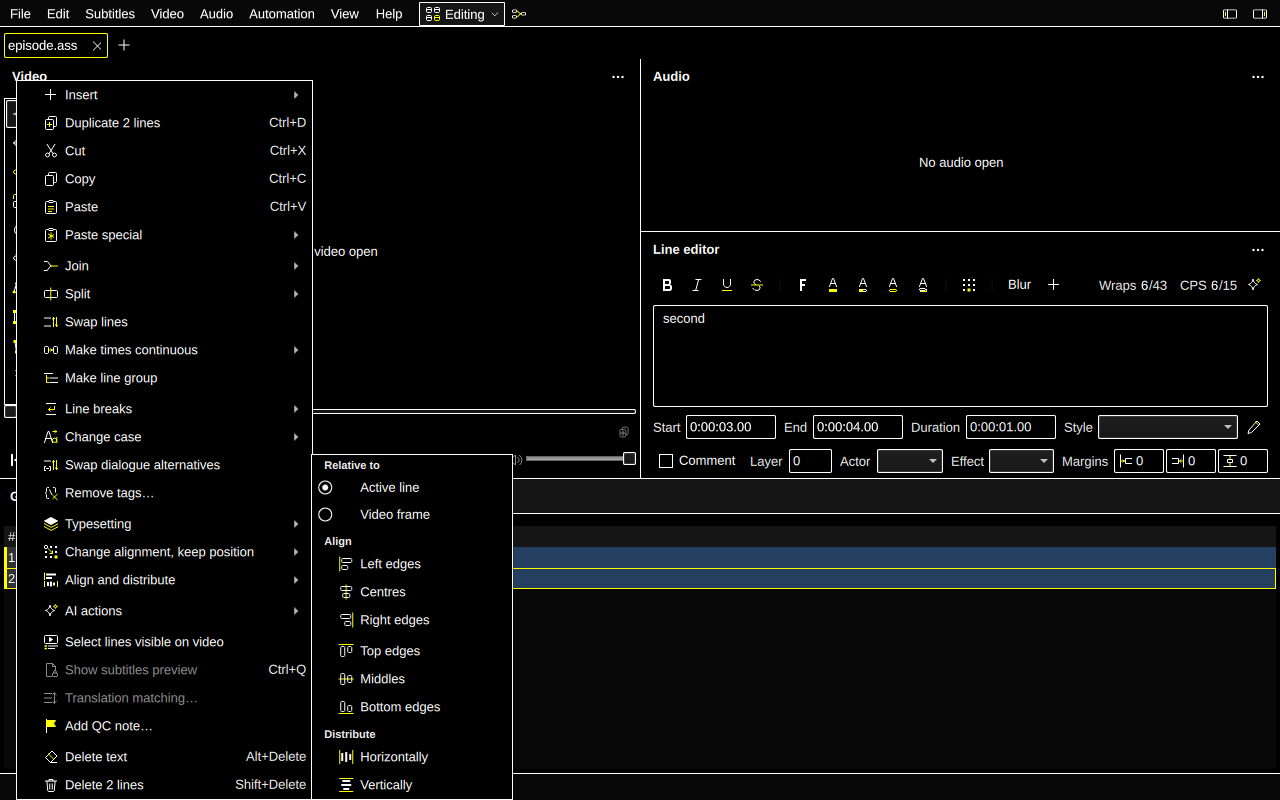 File Edit Subtitles Video Audio Automation View Help Editing
episode.ass
Video
Audio
Insert
Duplicate 2 lines Ctrl+D
Cut Ctrl+X
Copy Ctrl+C
Paste Ctrl+V
Paste special
Join
Split
Swap lines
Make times continuous
Make line group
Line breaks
Change case
Swap dialogue alternatives
Remove tags…
Typesetting
Change alignment, keep position
Align and distribute
AI actions
Select lines visible on video
Show subtitles preview Ctrl+Q
Translation matching…
Add QC note…
Delete text Alt+Delete
Delete 2 lines Shift+Delete
video open
Relative to
Active line
Video frame
Align
Left edges
Centres
Right edges
Top edges
Middles
Bottom edges
Distribute
Horizontally
Vertically
No audio open
Line editor
B I U S F A A A A Blur Wraps 6/43 CPS 6/15
second
Start 0:00:03.00 End 0:00:04.00 Duration 0:00:01.00 Style
Comment Layer 0 Actor Effect Margins 0 0 0
#
1
2